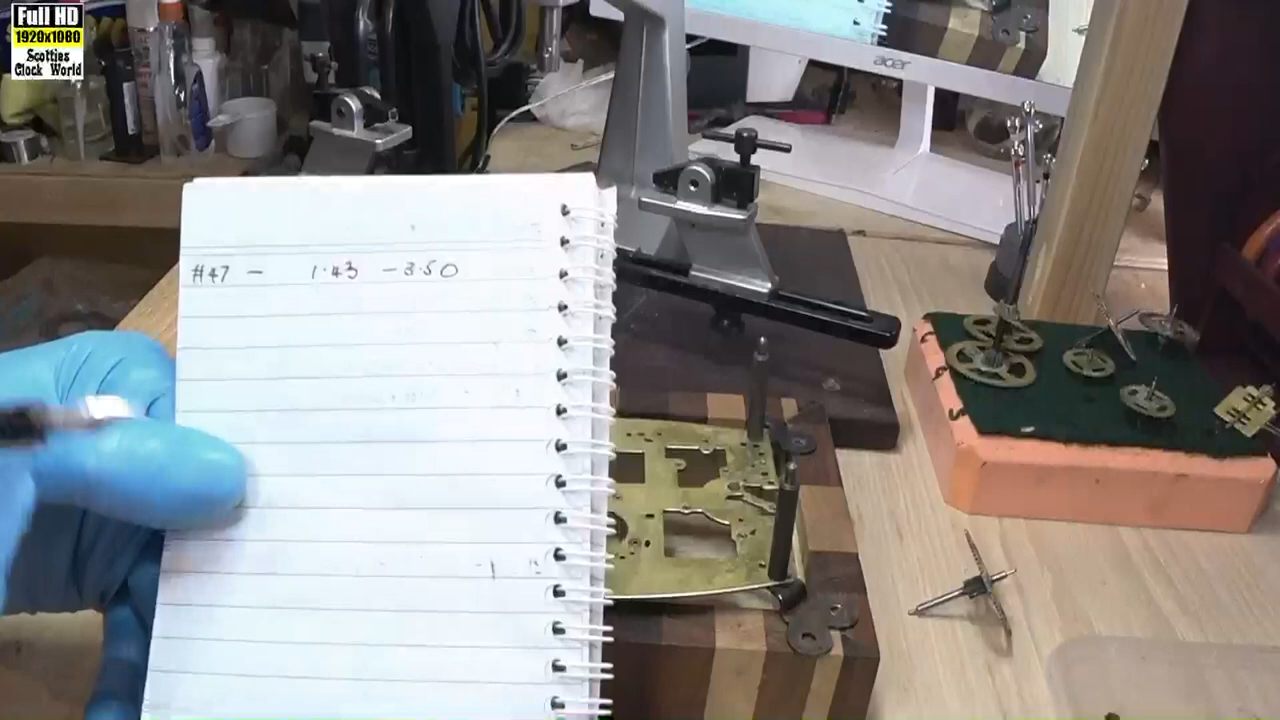 Full HD
1920x1080
Scotties
Clock World
acer
#47 - 1.43 - 3.50